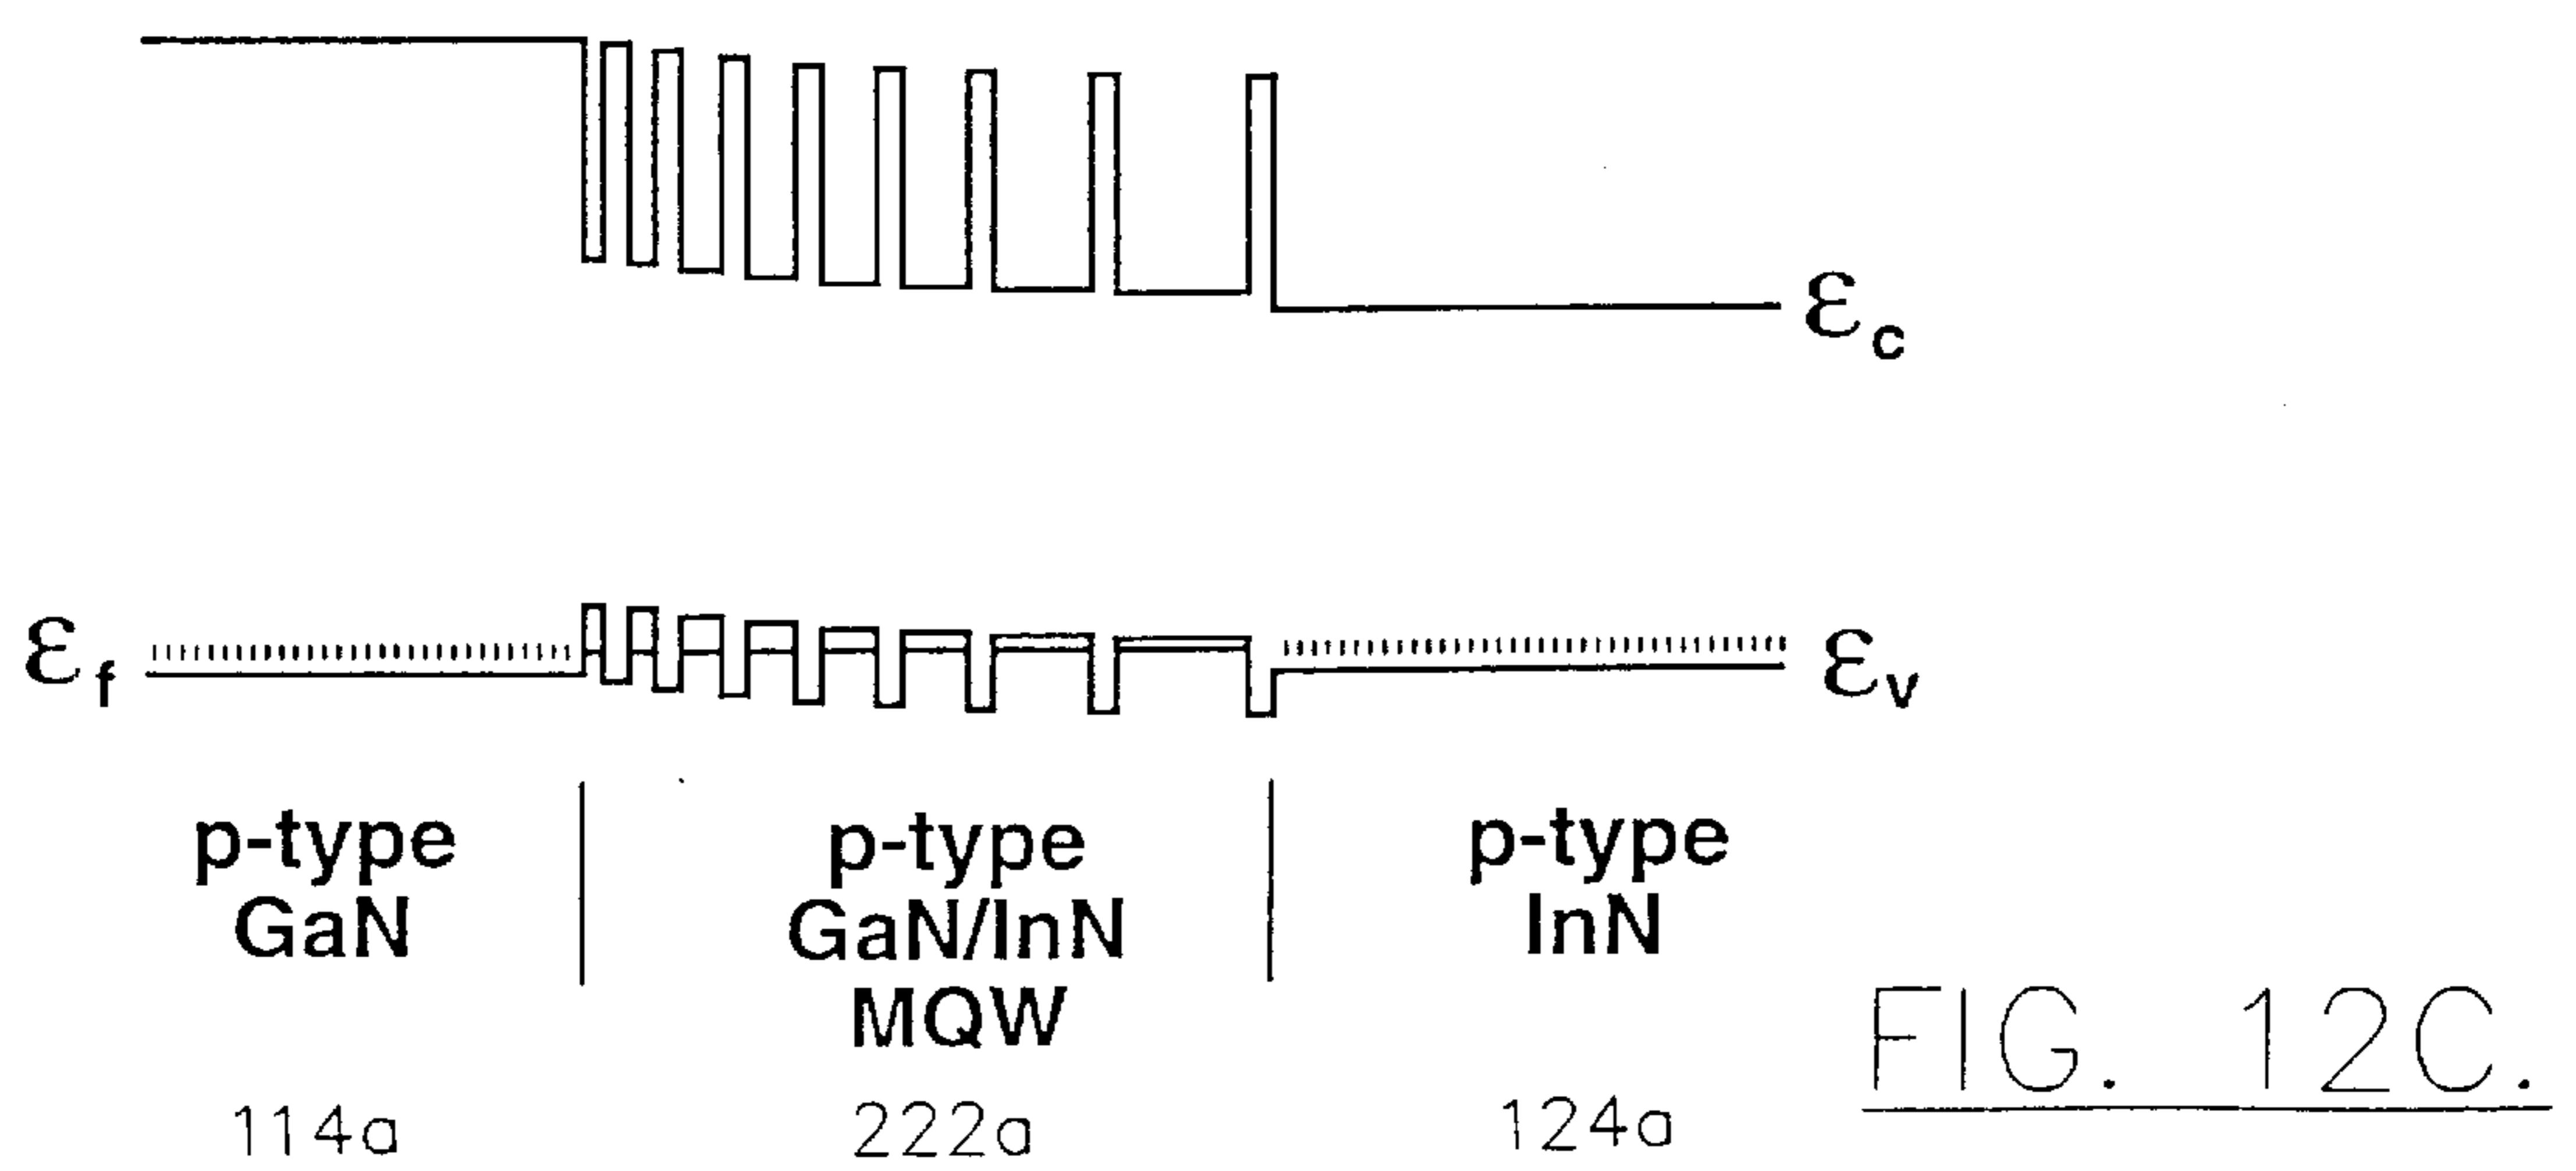 εc
εf
εv
p-type
GaN
p-type
GaN/InN
MQW
p-type
InN
114a
222a
124a
FIG. 12C.